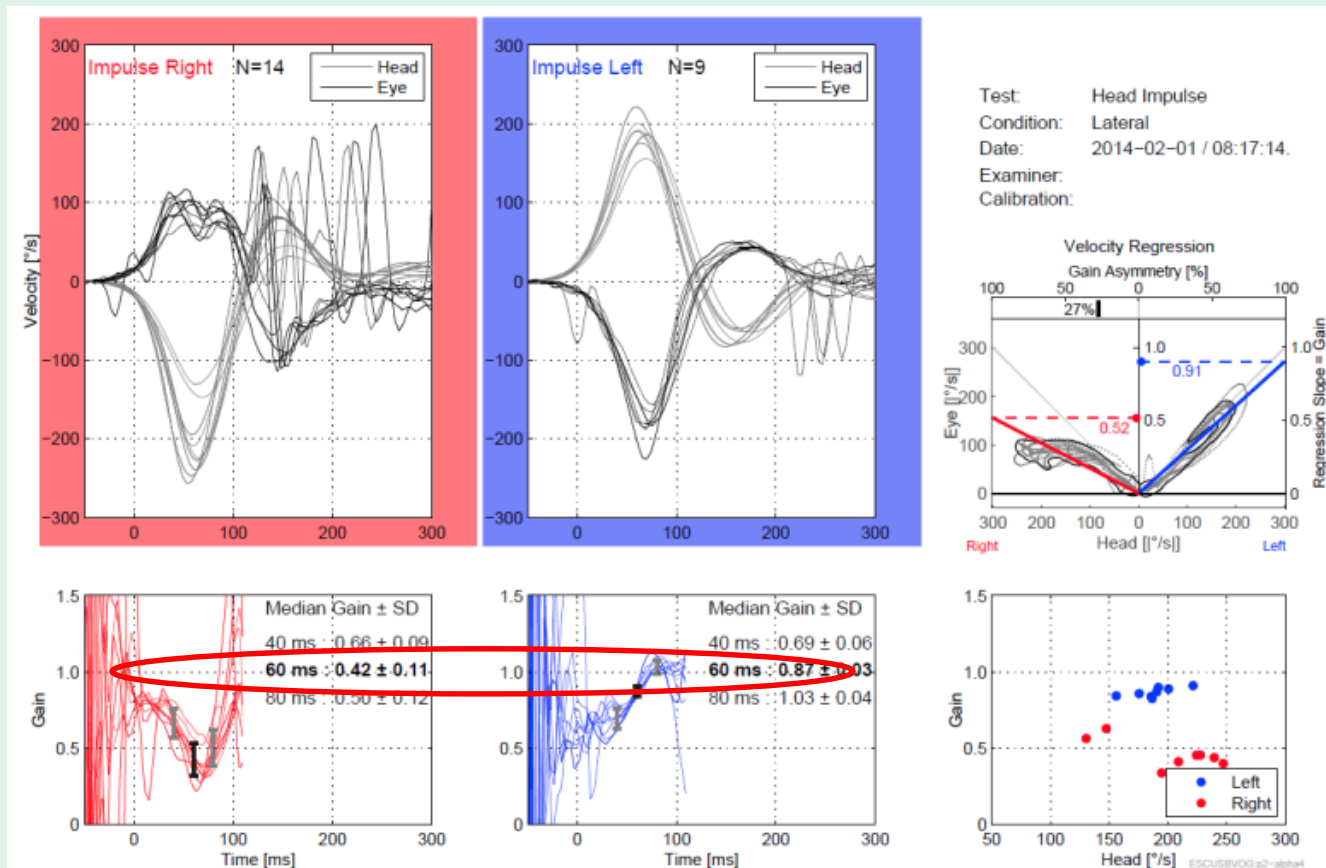 Impulse Right N=14
Head
Eye
300
200
100
0
−100
−200
−300
Velocity [°/s]
0 100 200 300
Impulse Left N=9
Head
Eye
300
200
100
0
−100
−200
−300
0 100 200 300
Test: Head Impulse
Condition: Lateral
Date: 2014−02−01 / 08:17:14.
Examiner:
Calibration:
Velocity Regression
Gain Asymmetry [%]
100 50 0 50 100
27%
300
200
100
0
Eye [|°/s|]
1.0
0.5
0.91
0.52
1.0
0.5
0
Regression Slope = Gain
300 200 100 0 100 200 300
Right Head [|°/s|] Left
1.5
1.0
0.5
0
Gain
Median Gain ± SD
40 ms : 0.66 ± 0.09
60 ms : 0.42 ± 0.11
80 ms : 0.50 ± 0.12
0 100 200 300
Time [ms]
1.5
1.0
0.5
0
Median Gain ± SD
40 ms : 0.69 ± 0.06
60 ms : 0.87 ± 0.03
80 ms : 1.03 ± 0.04
0 100 200 300
Time [ms]
1.5
1.0
0.5
0
Gain
Left
Right
50 100 150 200 250 300
Head [°/s]